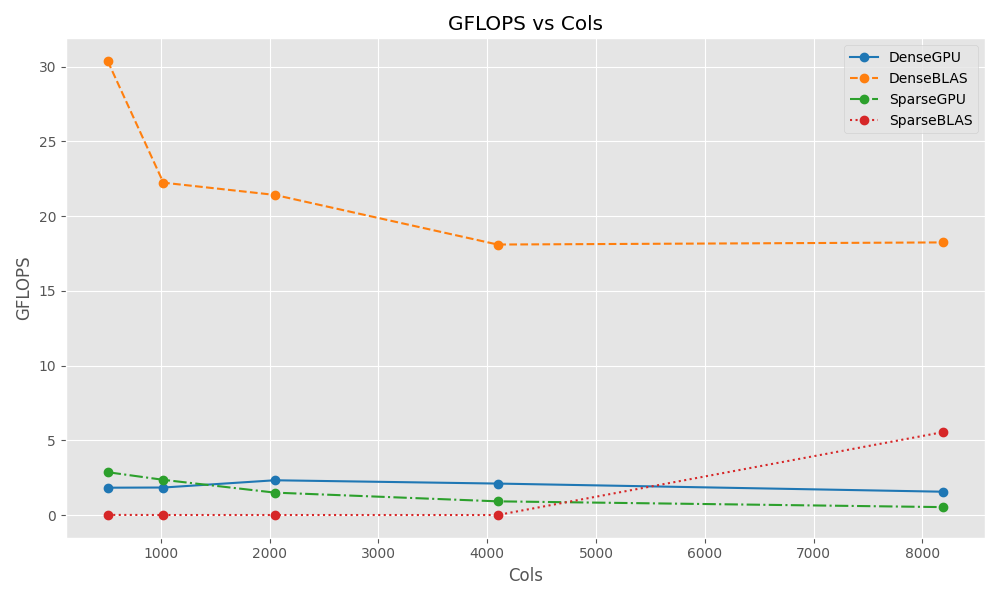 GFLOPS vs Cols
DenseGPU
DenseBLAS
SparseGPU
SparseBLAS
GFLOPS
30
25
20
15
10
5
0
1000 2000 3000 4000 5000 6000 7000 8000
Cols